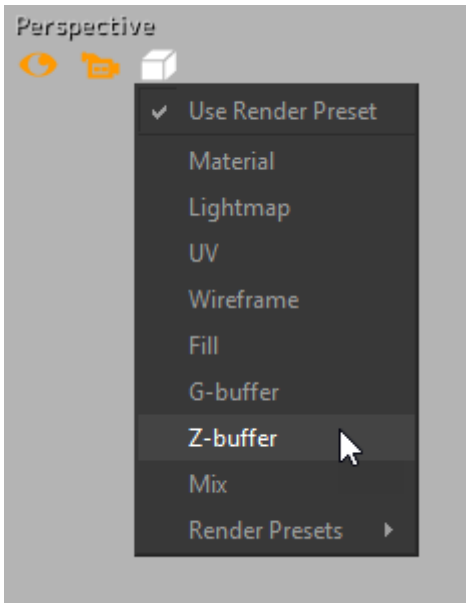 Perspective
Use Render Preset
Material
Lightmap
UV
Wireframe
Fill
G-buffer
Z-buffer
Mix
Render Presets